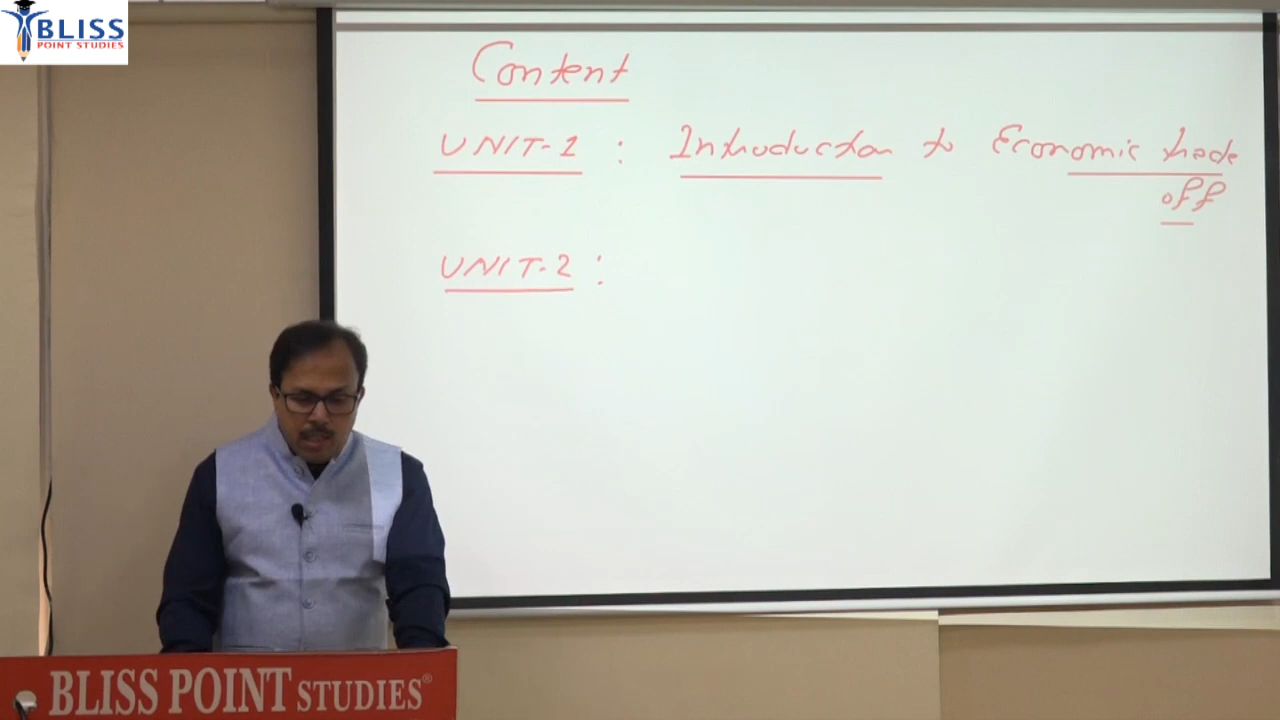 BLISS
POINT STUDIES
Content
UNIT-1 : Introduction to Economic trade
off
UNIT-2 :
BLISS POINT STUDIES®